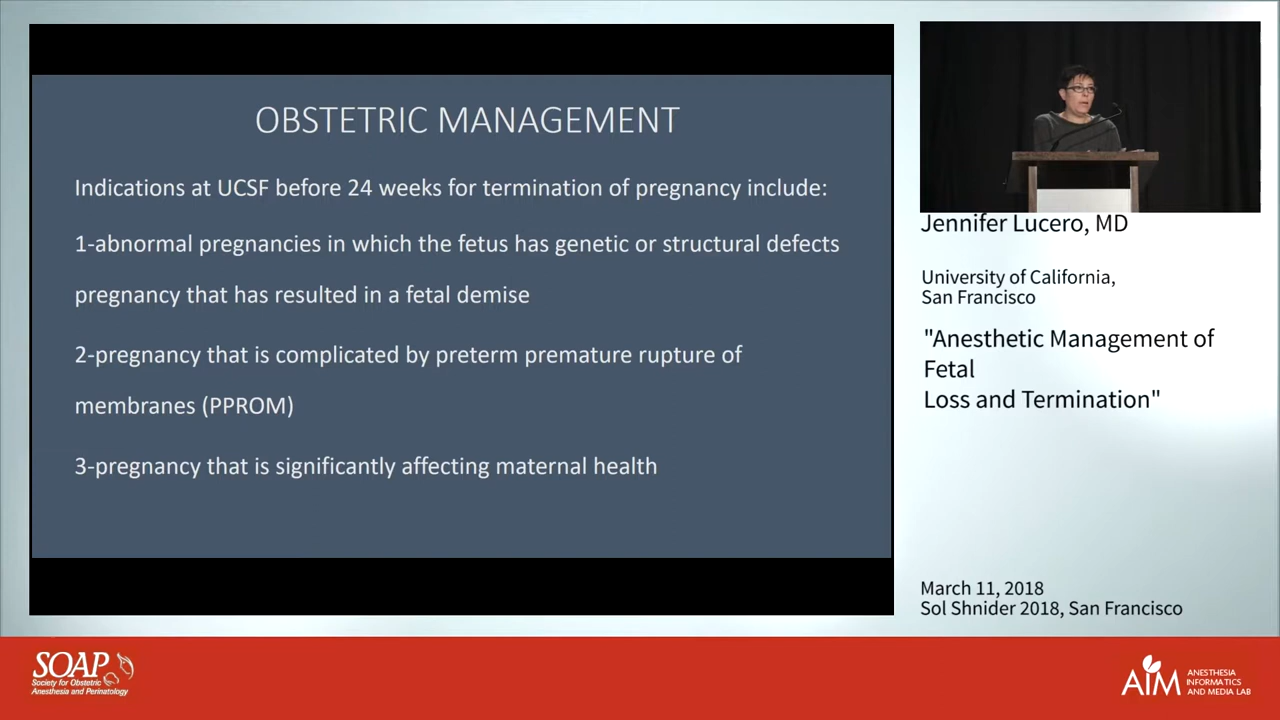 OBSTETRIC MANAGEMENT
Indications at UCSF before 24 weeks for termination of pregnancy include:
1-abnormal pregnancies in which the fetus has genetic or structural defects
pregnancy that has resulted in a fetal demise
2-pregnancy that is complicated by preterm premature rupture of
membranes (PPROM)
3-pregnancy that is significantly affecting maternal health
Jennifer Lucero, MD
University of California,
San Francisco
"Anesthetic Management of
Fetal
Loss and Termination"
March 11, 2018
Sol Shnider 2018, San Francisco
SOAP
Society for Obstetric
Anesthesia and Perinatology
AIM
ANESTHESIA
INFORMATICS
AND MEDIA LAB